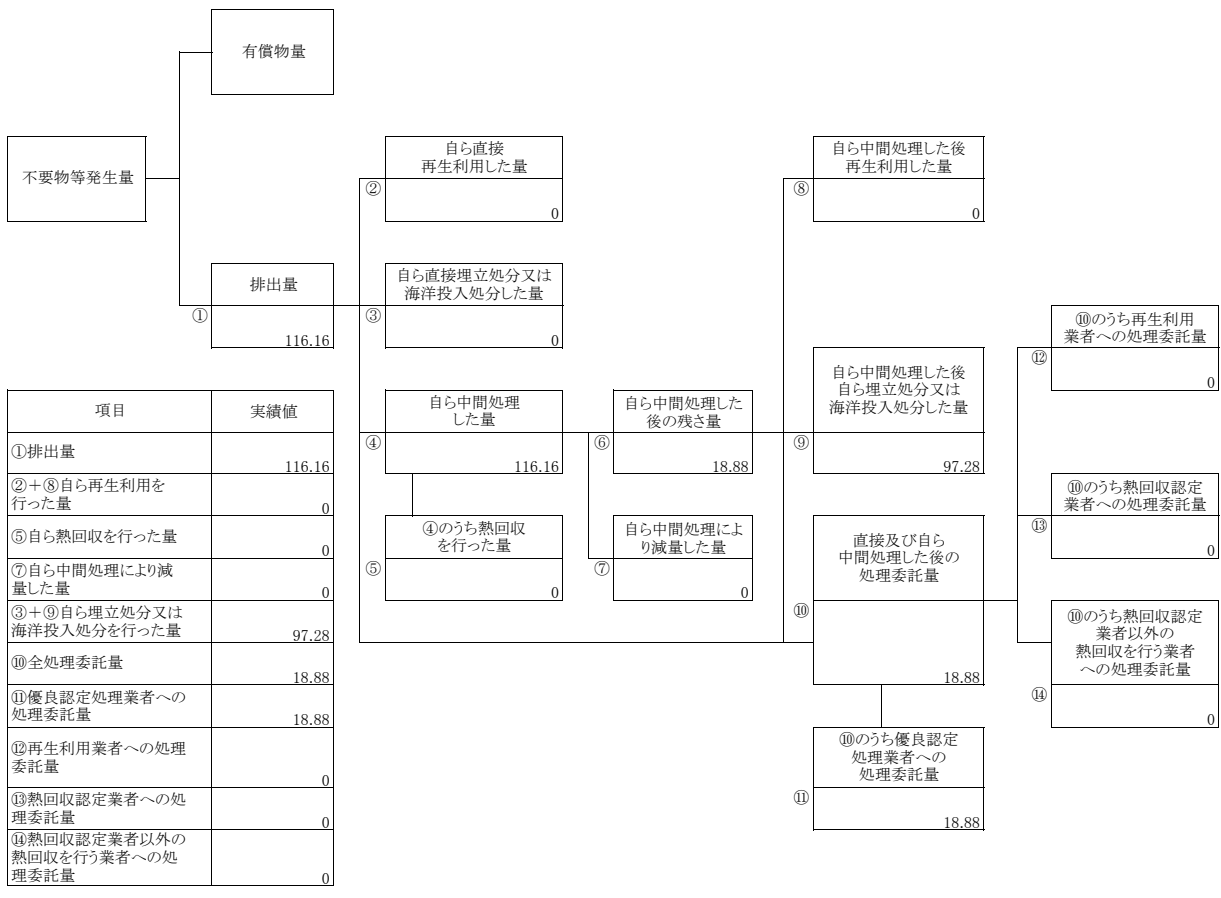 有償物量
不要物等発生量
自ら直接
再生利用した量
②
0
自ら中間処理した後
再生利用した量
⑧
0
排出量
①
116.16
自ら直接埋立処分又は
海洋投入処分した量
③
0
⑩のうち再生利用
業者への処理委託量
⑫
0
自ら中間処理
した量
④
116.16
自ら中間処理した
後の残さ量
⑥
18.88
自ら中間処理した後
自ら埋立処分又は
海洋投入処分した量
⑨
97.28
⑩のうち熱回収認定
業者への処理委託量
⑬
0
④のうち熱回収
を行った量
⑤
0
自ら中間処理によ
り減量した量
⑦
0
直接及び自ら
中間処理した後の
処理委託量
⑩
18.88
⑩のうち熱回収認定
業者以外の
熱回収を行う業者
への処理委託量
⑭
0
⑩のうち優良認定
処理業者への
処理委託量
⑪
18.88
項目 実績値
①排出量
116.16
②＋⑧自ら再生利用を
行った量
0
⑤自ら熱回収を行った量
0
⑦自ら中間処理により減
量した量
0
③＋⑨自ら埋立処分又は
海洋投入処分を行った量
97.28
⑩全処理委託量
18.88
⑪優良認定処理業者への
処理委託量
18.88
⑫再生利用業者への処理
委託量
0
⑬熱回収認定業者への処
理委託量
0
⑭熱回収認定業者以外の
熱回収を行う業者への処
理委託量
0